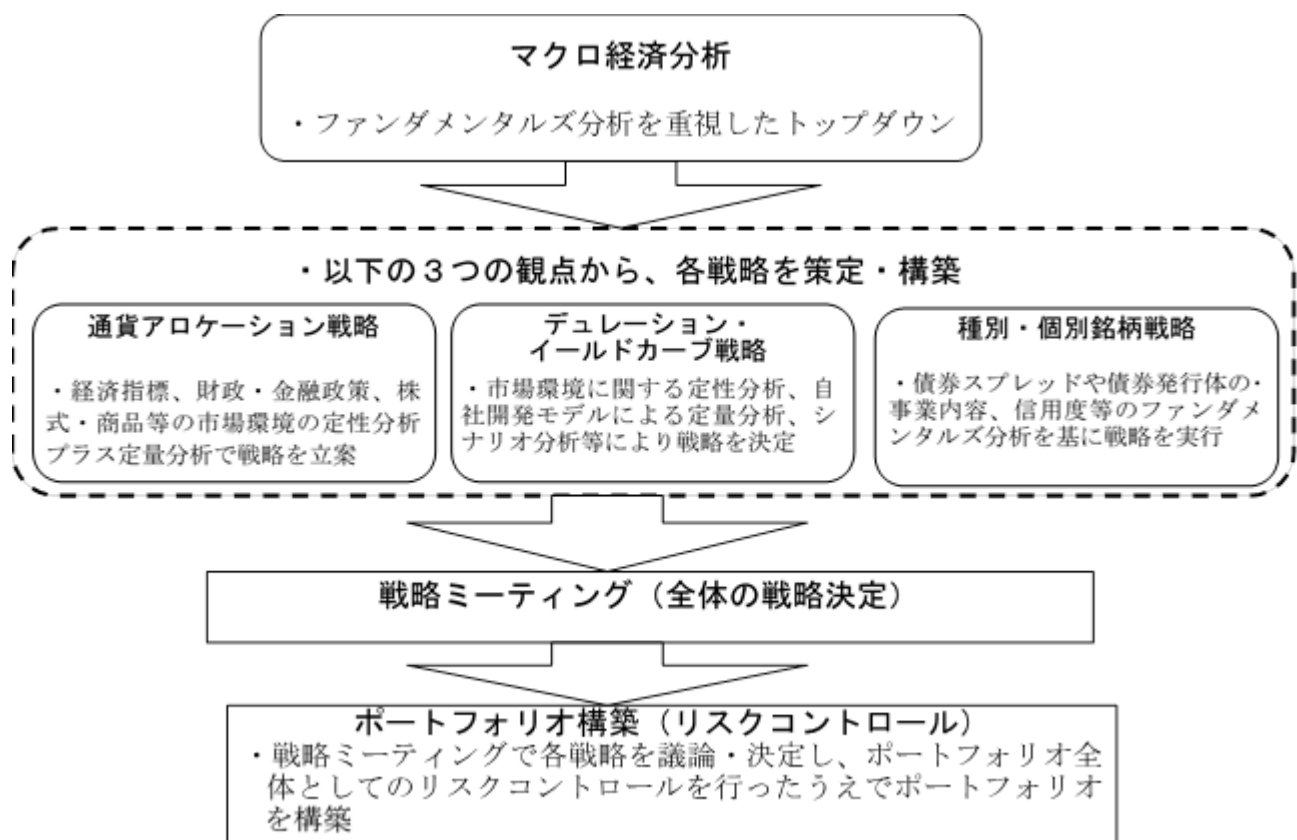 マクロ経済分析
・ファンダメンタルズ分析を重視したトップダウン
・以下の３つの観点から、各戦略を策定・構築
通貨アロケーション戦略
・経済指標、財政・金融政策、株
式・商品等の市場環境の定性分析
プラス定量分析で戦略を立案
デュレーション・
イールドカーブ戦略
・市場環境に関する定性分析、自
社開発モデルによる定量分析、シ
ナリオ分析等により戦略を決定
種別・個別銘柄戦略
・債券スプレッドや債券発行体の・
事業内容、信用度等のファンダメ
ンタルズ分析を基に戦略を実行
戦略ミーティング（全体の戦略決定）
ポートフォリオ構築（リスクコントロール）
・戦略ミーティングで各戦略を議論・決定し、ポートフォリオ全
体としてのリスクコントロールを行ったうえでポートフォリオ
を構築